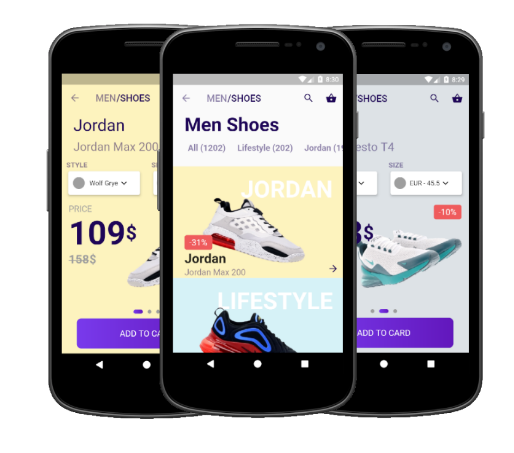 MEN/SHOES
Jordan
Jordan Max 200
STYLE
Wolf Grye
PRICE
109$
158$
ADD TO CA
8:30
MEN/SHOES
Men Shoes
All (1202) Lifestyle (202) Jordan (1
JORDAN
-31%
Jordan
Jordan Max 200
LIFESTYLE
8:29
SHOES
esto T4
SIZE
EUR - 45.5
-10%
$
ADD TO CARD